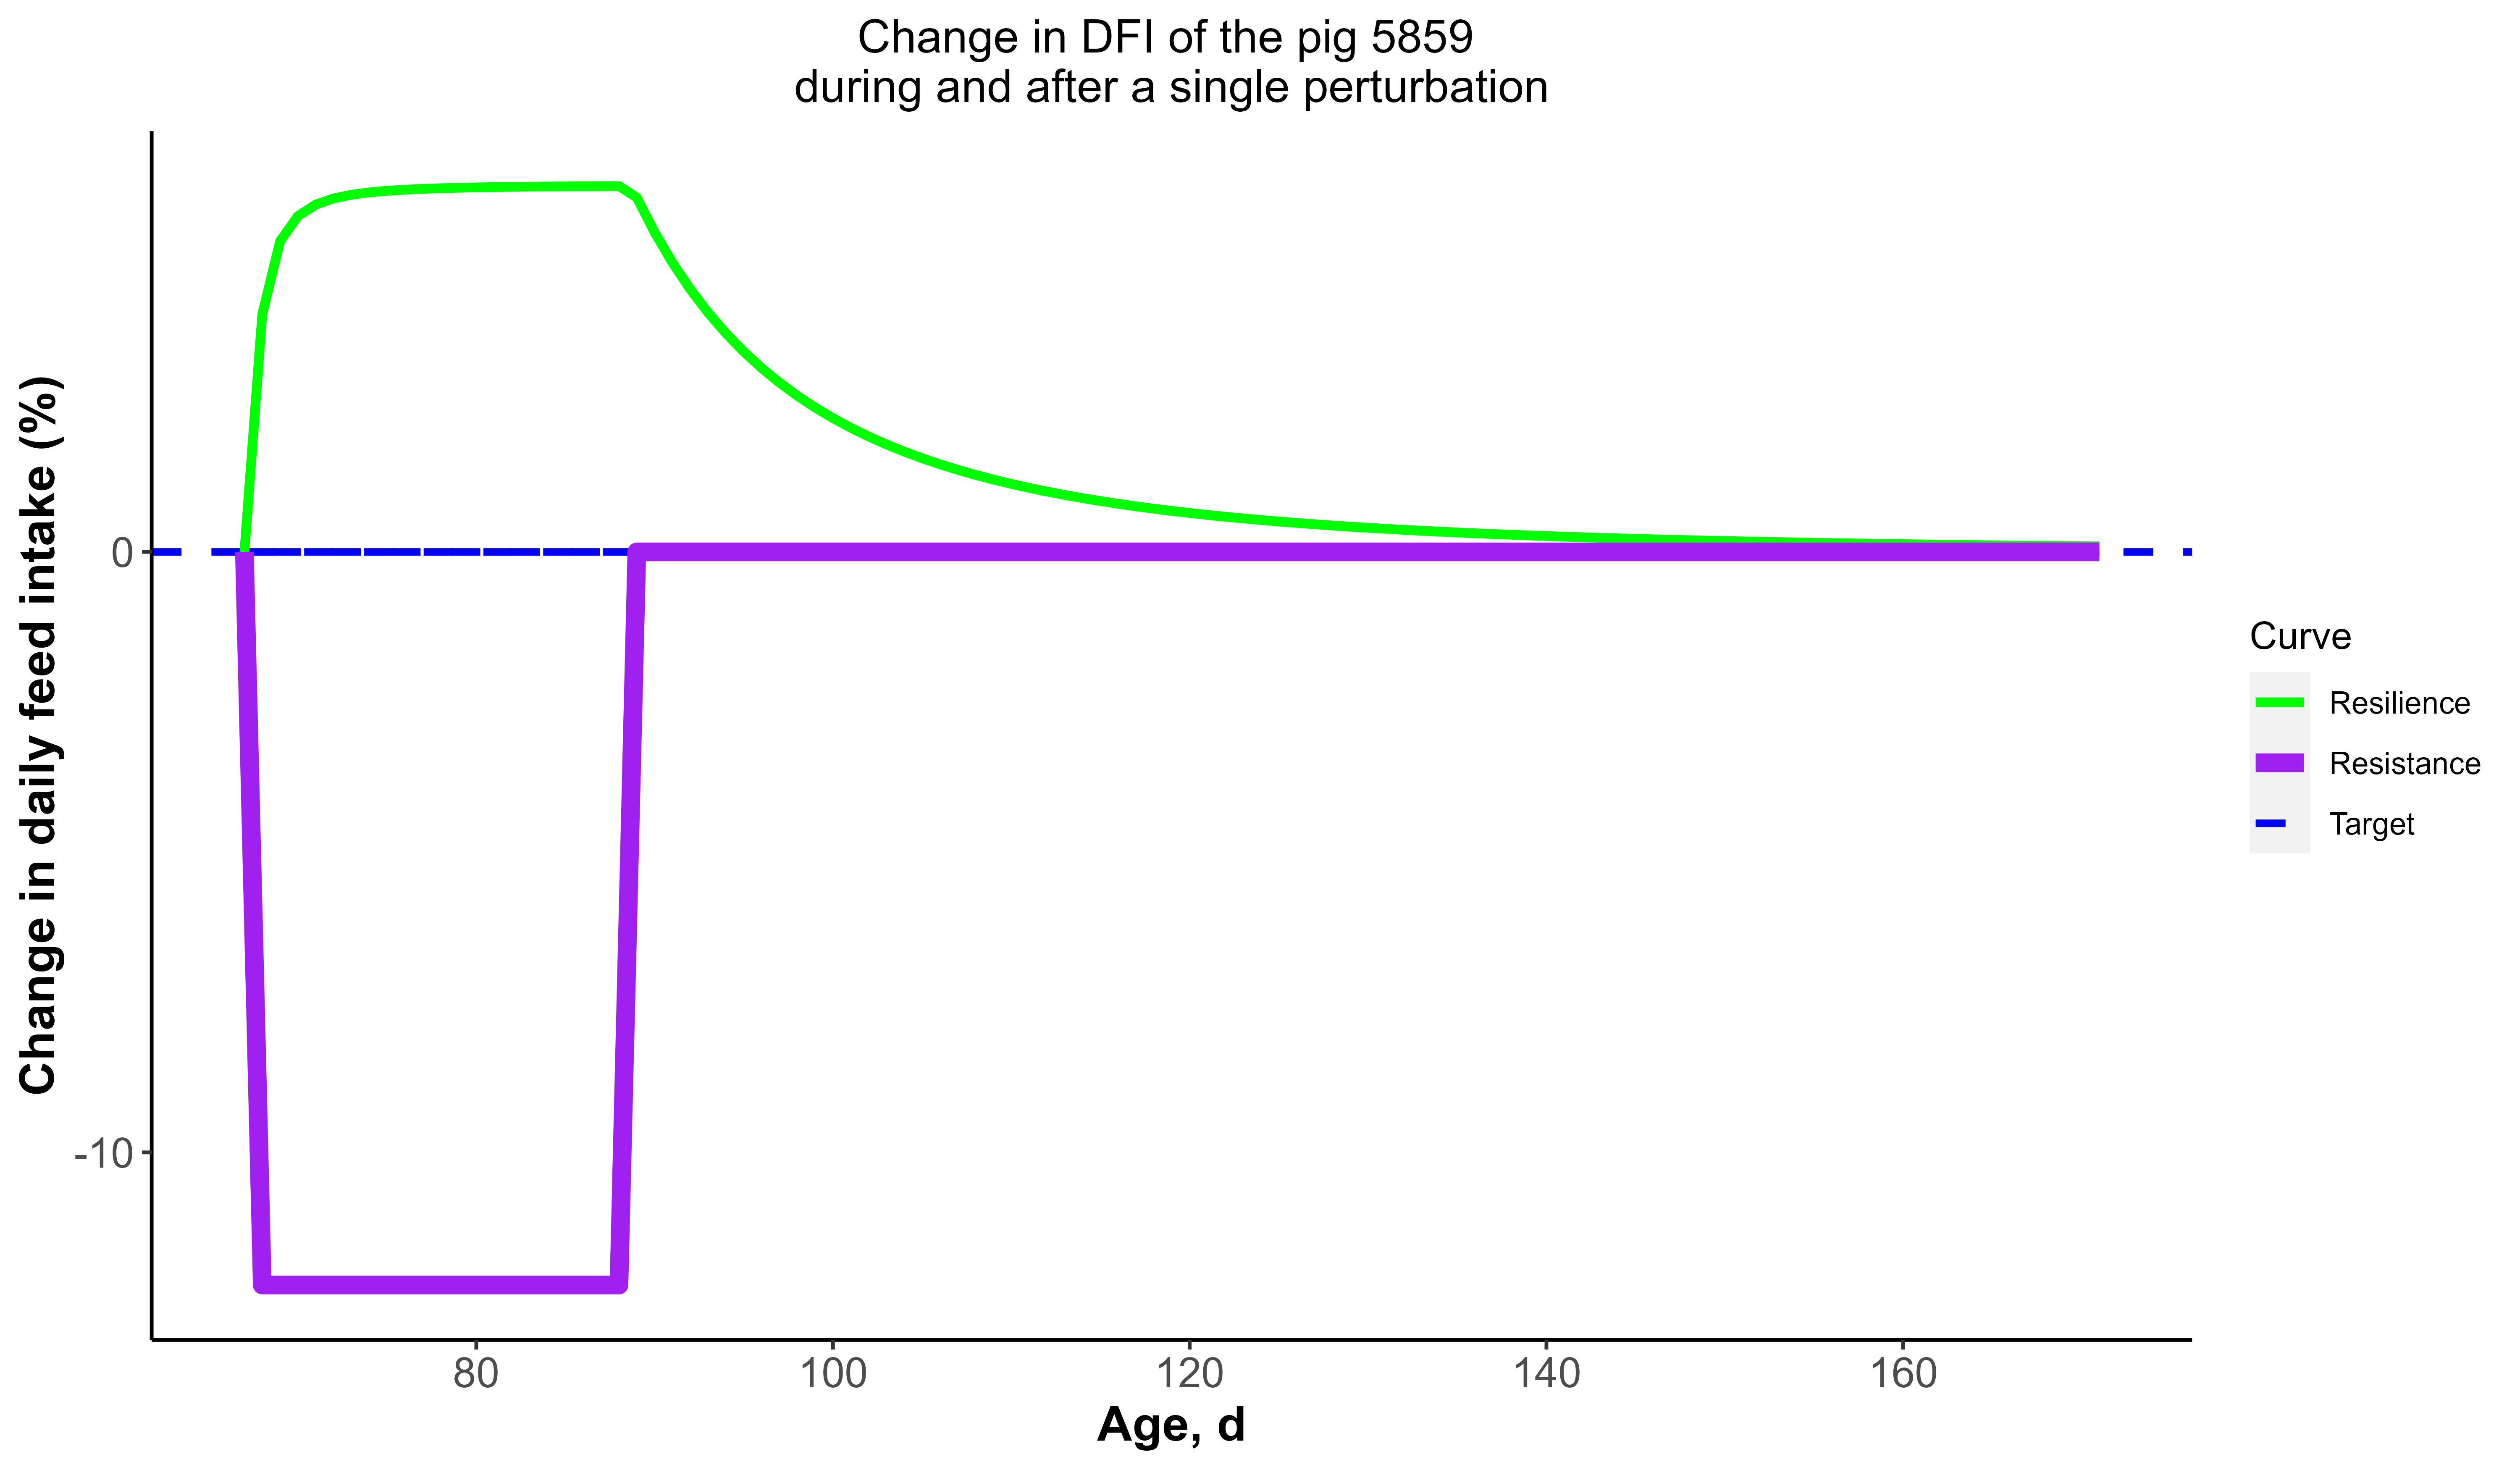 Change in DFI of the pig 5859
during and after a single perturbation
Change in daily feed intake (%)
0
-10
80
100
120
140
160
Age, d
Curve
Resilience
Resistance
Target